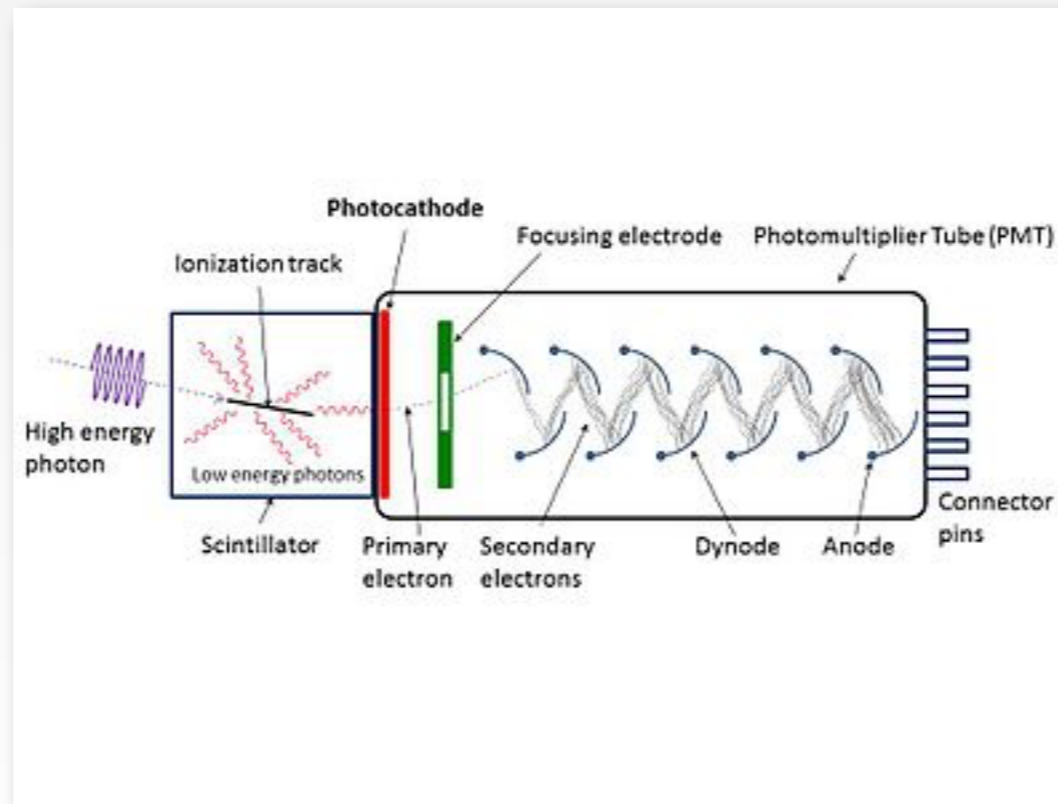 Photocathode
Focusing electrode
Photomultiplier Tube (PMT)
Ionization track
High energy
photon
Low energy photons
Scintillator
Primary
electron
Secondary
electrons
Dynode
Anode
Connector
pins